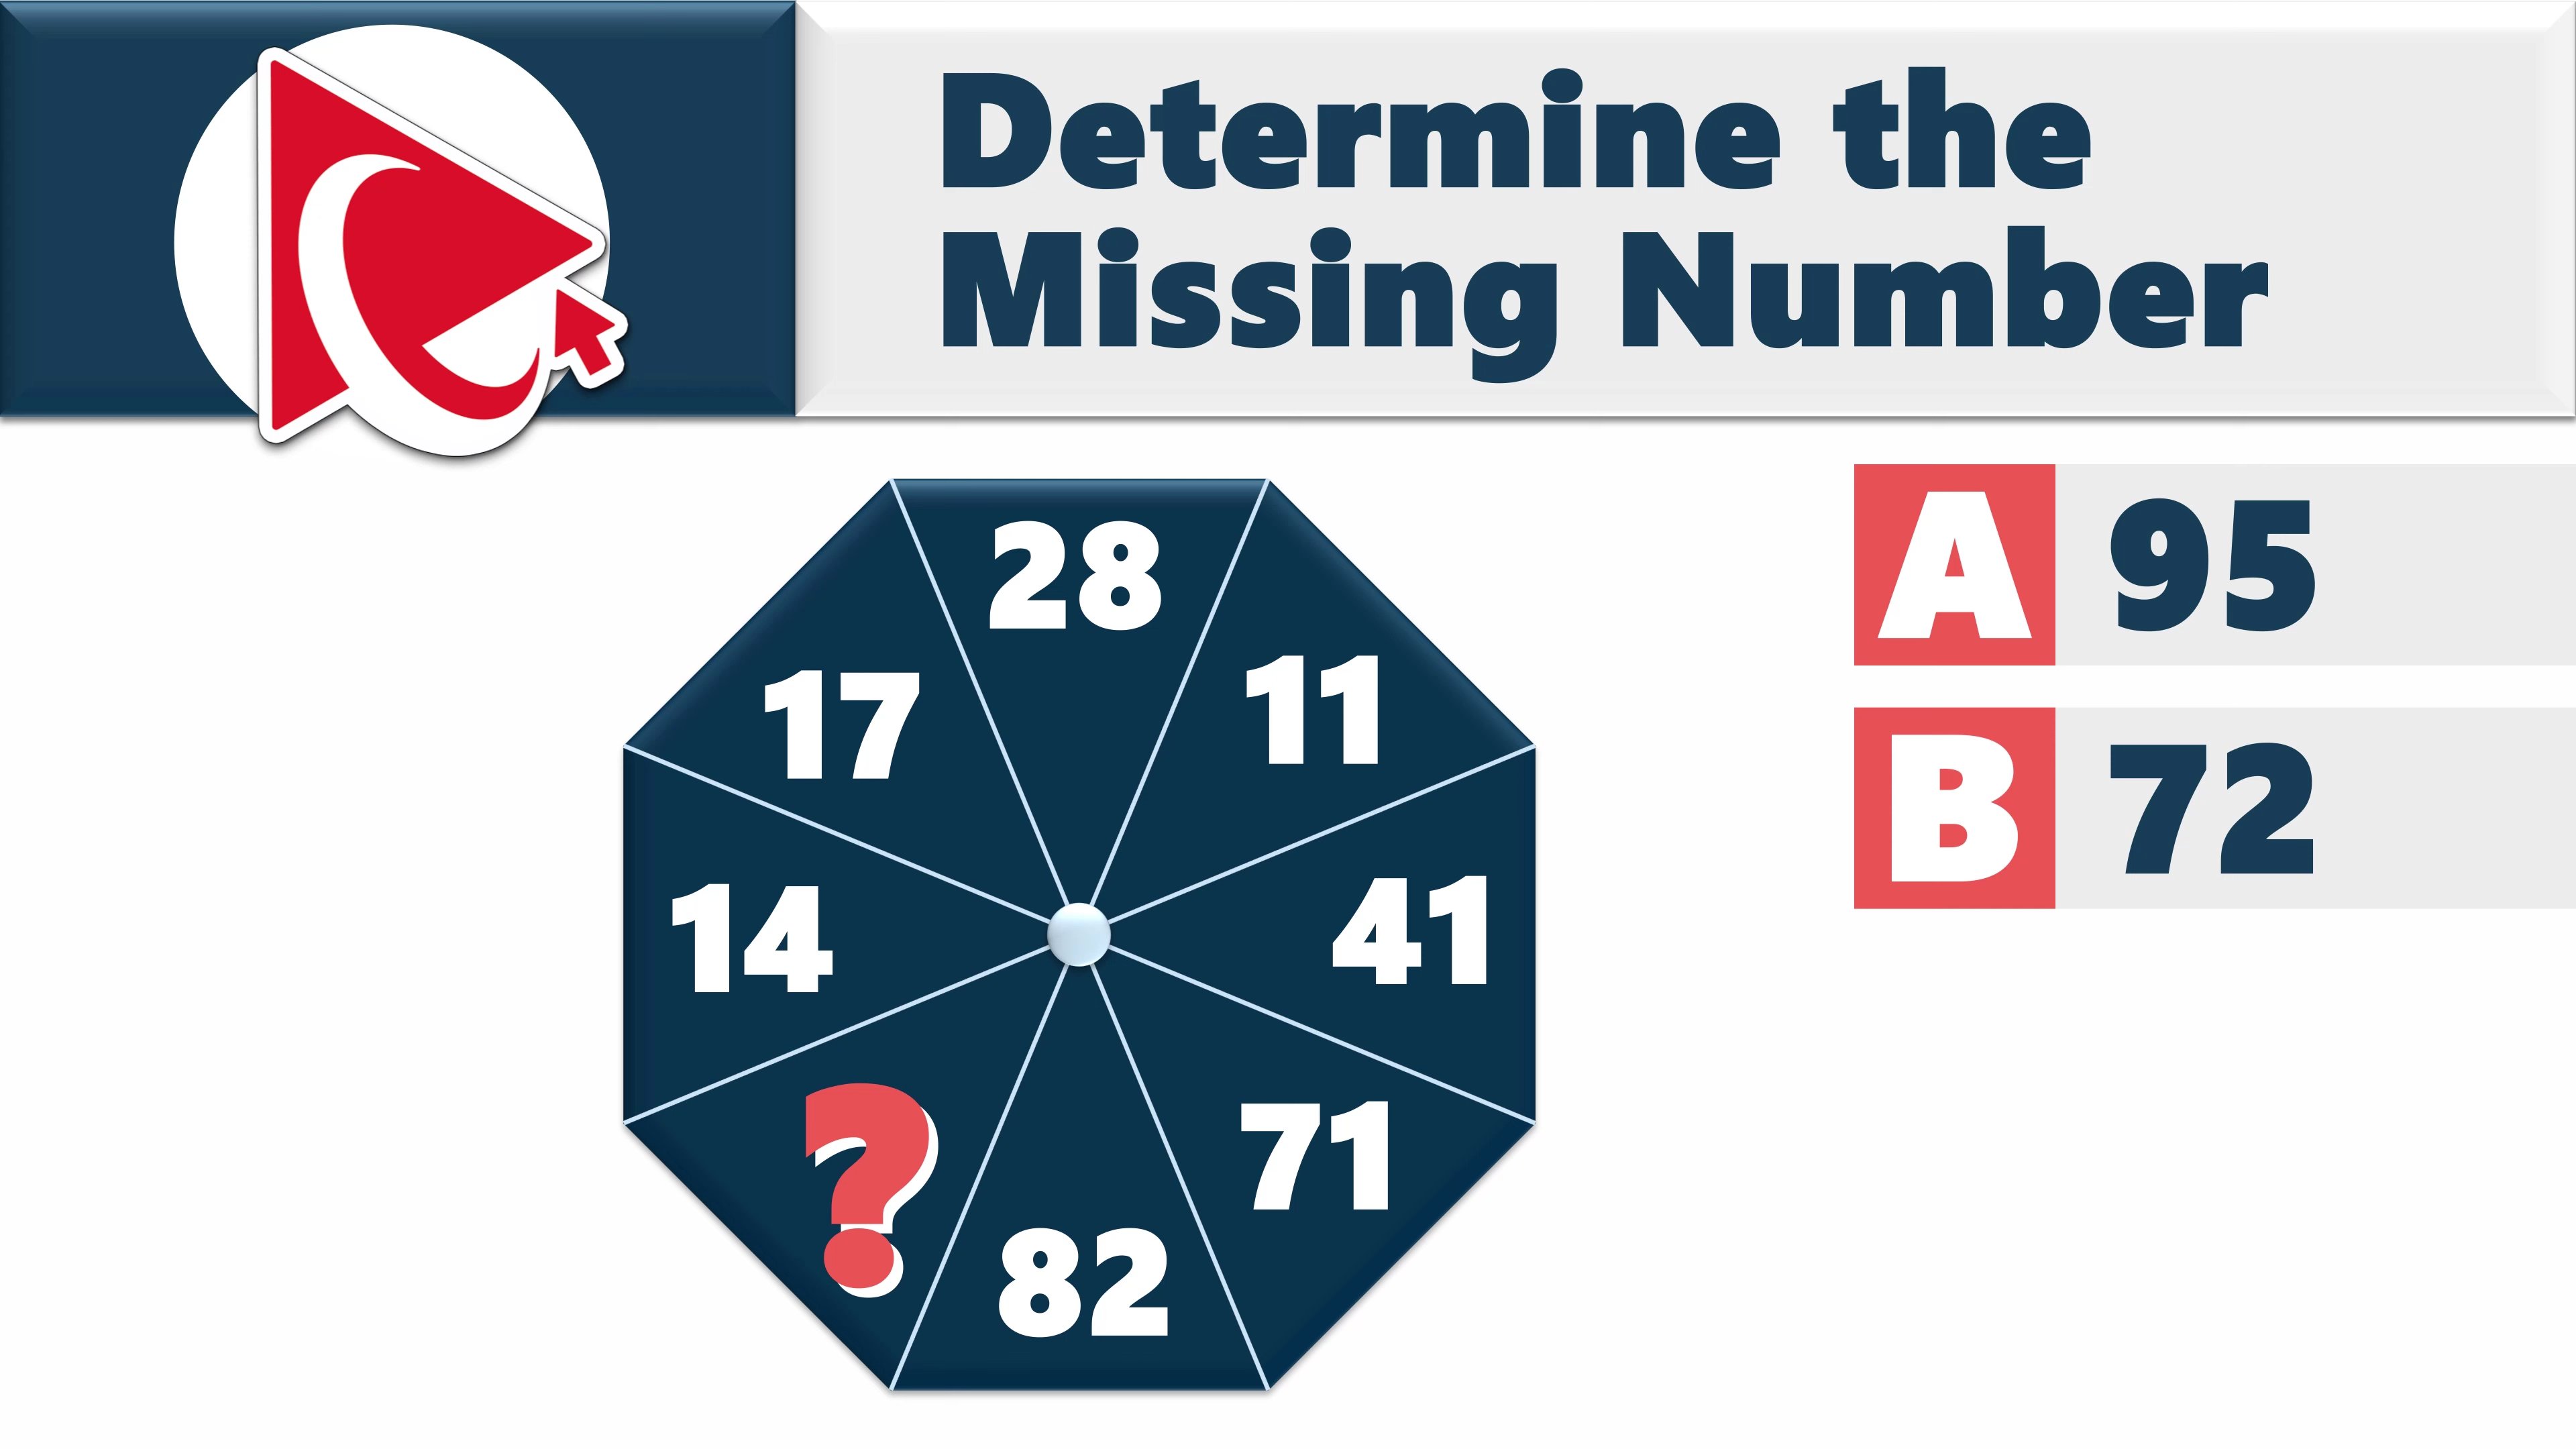 Determine the
Missing Number
28
17
11
14
41
?
71
82
A 95
B 72